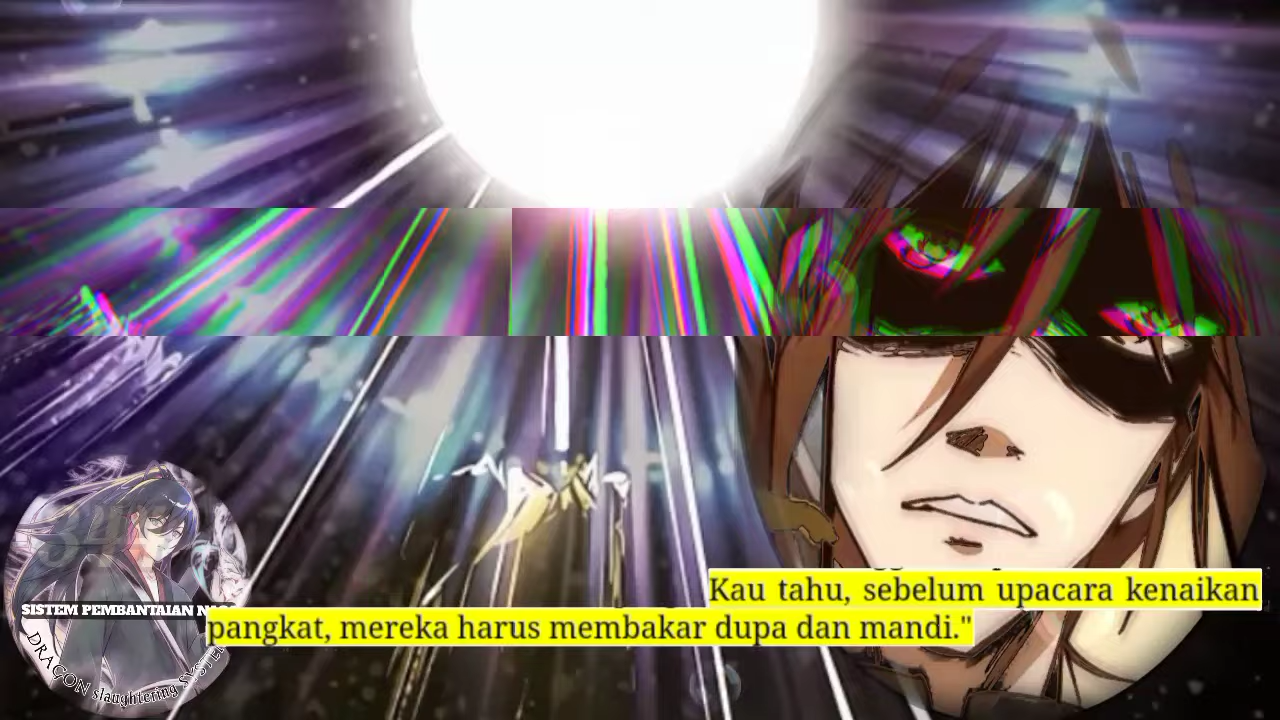 Kau tahu, sebelum upacara kenaikan
pangkat, mereka harus membakar dupa dan mandi."
SISTEM PEMBANTAIAN
DRAGON slaughtering